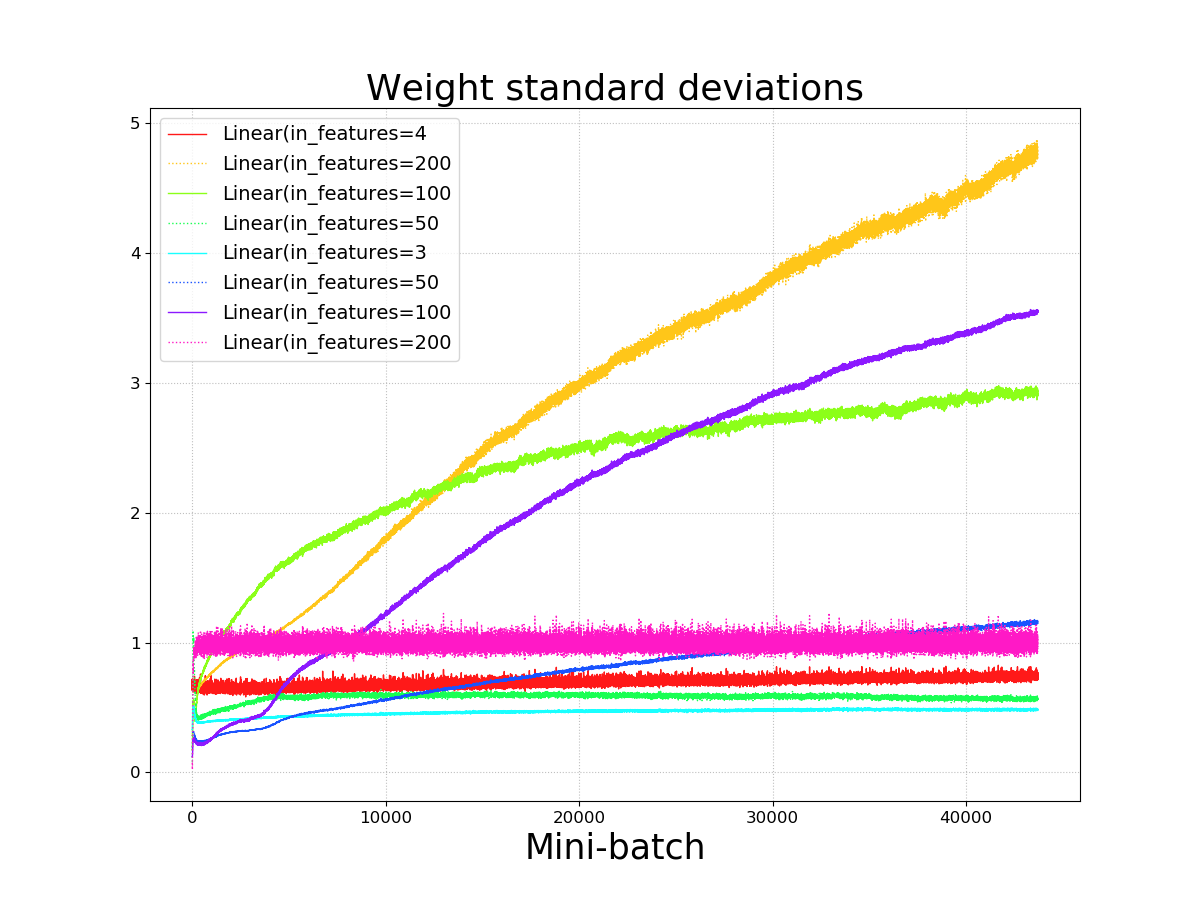 Weight standard deviations
Linear(in_features=4
Linear(in_features=200
Linear(in_features=100
Linear(in_features=50
Linear(in_features=3
Linear(in_features=50
Linear(in_features=100
Linear(in_features=200
5
4
3
2
1
0
0 10000 20000 30000 40000
Mini-batch